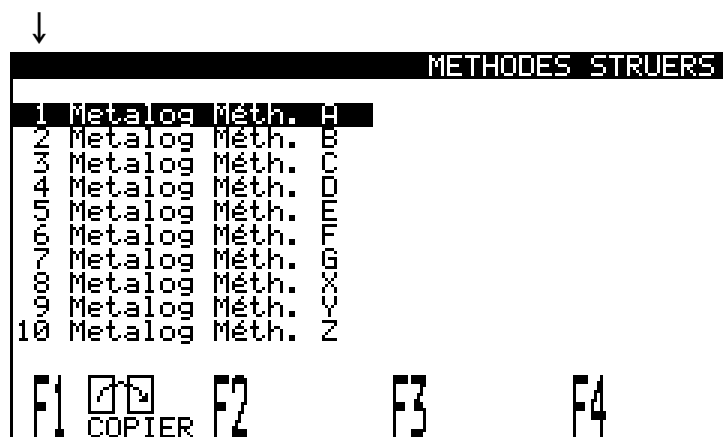 ↓
METHODES STRUERS
1 Metalog Méth. A
2 Metalog Méth. B
3 Metalog Méth. C
4 Metalog Méth. D
5 Metalog Méth. E
6 Metalog Méth. F
7 Metalog Méth. G
8 Metalog Méth. X
9 Metalog Méth. Y
10 Metalog Méth. Z
F1 COPIER F2 F3 F4